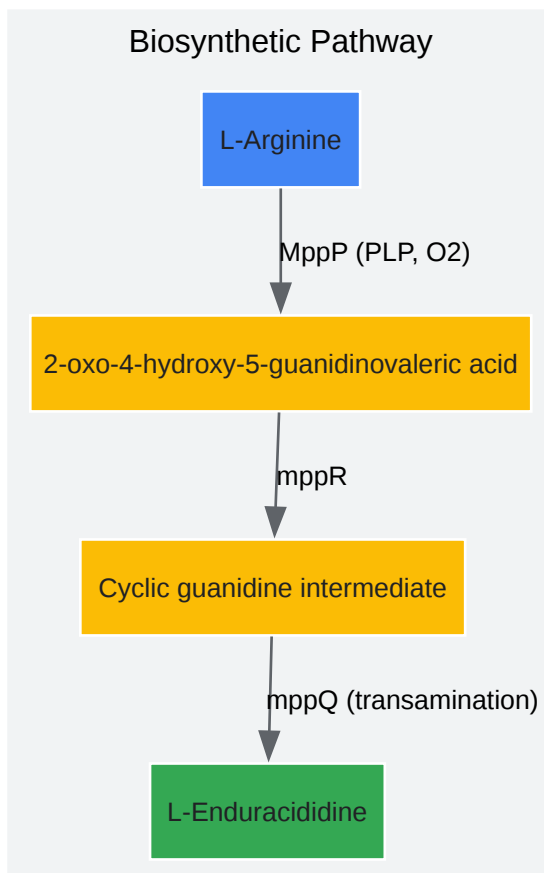 Biosynthetic Pathway
L-Arginine
MppP (PLP, O2)
2-oxo-4-hydroxy-5-guanidinovaleric acid
mppR
Cyclic guanidine intermediate
mppQ (transamination)
L-Enduracididine